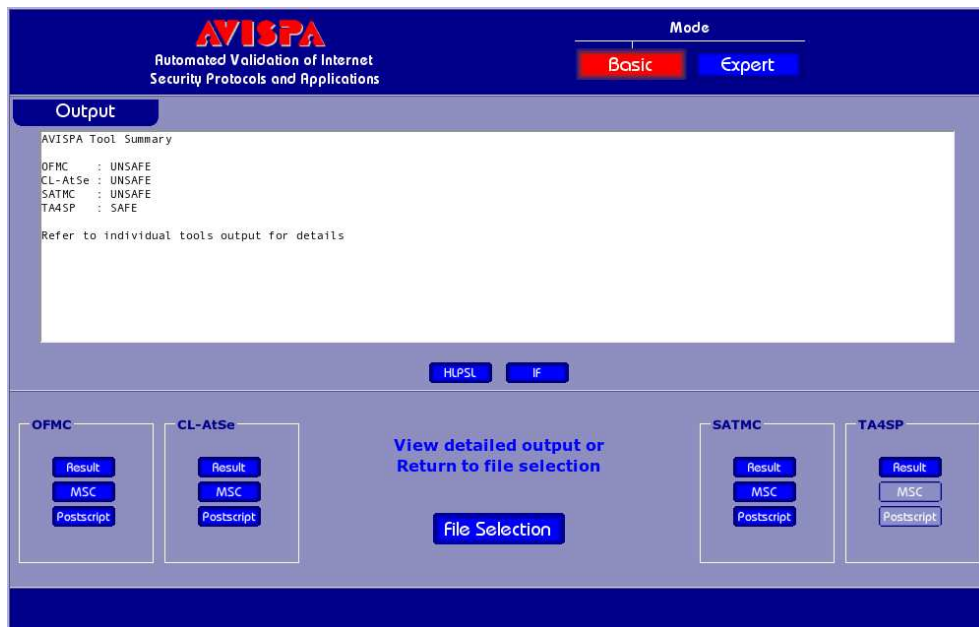 AVISPA
Automated Validation of Internet
Security Protocols and Applications
Mode
Basic
Expert
Output
AVISPA Tool Summary
OFMC : UNSAFE
CL-AtSe : UNSAFE
SATMC : UNSAFE
TA4SP : SAFE
Refer to individual tools output for details
HLPSL
IF
OFMC
Result
MSC
Postscript
CL-AtSe
Result
MSC
Postscript
View detailed output or
Return to file selection
File Selection
SATMC
Result
MSC
Postscript
TA4SP
Result
MSC
Postscript